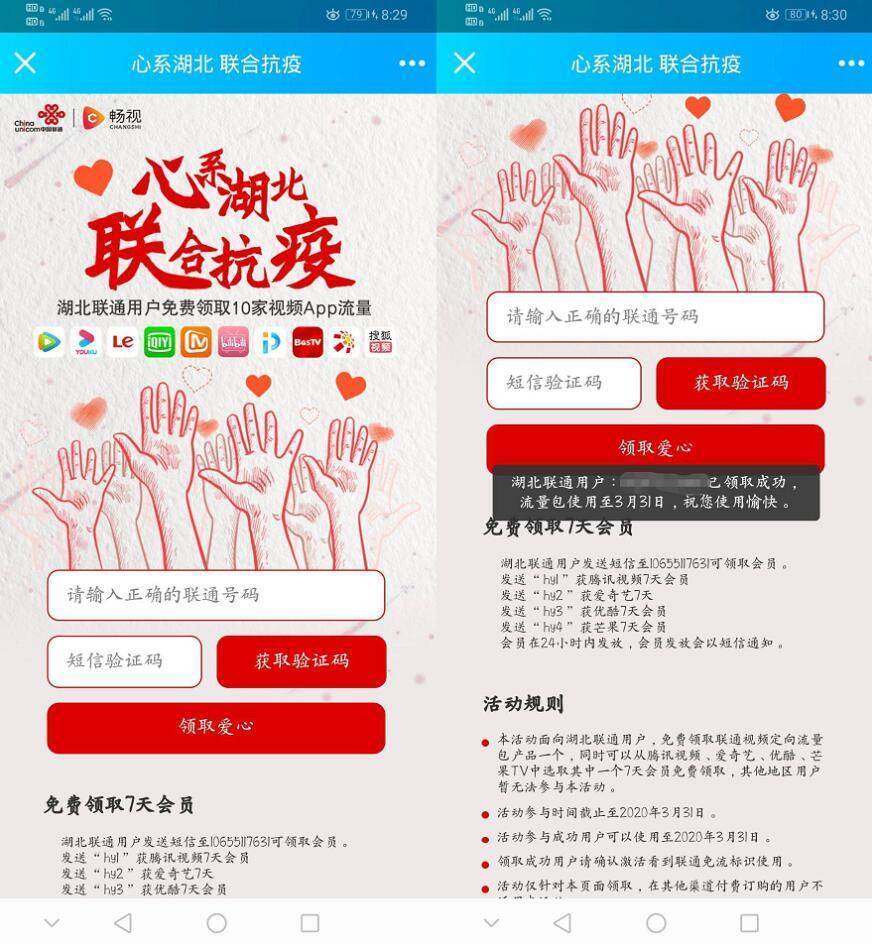 8:29
心系湖北 联合抗疫
China unicom中国联通
畅视
CHANGSHI
心系湖北
联合抗疫
湖北联通用户免费领取10家视频App流量
YOUKU
Le
iQIYI
bilibili
BesTV
搜狐视频
请输入正确的联通号码
短信验证码
获取验证码
领取爱心
免费领取7天会员
湖北联通用户发送短信至10655117631可领取会员。
发送“hy1”获腾讯视频7天会员
发送“hy2”获爱奇艺7天
发送“hy3”获优酷7天会员
8:30
心系湖北 联合抗疫
请输入正确的联通号码
短信验证码
获取验证码
领取爱心
湖北联通用户:
已领取成功,
流量包使用至3月31日,祝您使用愉快。
免费领取7天会员
湖北联通用户发送短信至10655117631可领取会员。
发送“hy1”获腾讯视频7天会员
发送“hy2”获爱奇艺7天
发送“hy3”获优酷7天会员
发送“hy4”获芒果7天会员
会员在24小时内发放,会员发放会以短信通知。
活动规则
本活动面向湖北联通用户,免费领取联通视频定向流量
包产品一个,同时可以从腾讯视频、爱奇艺、优酷、芒
果TV中选取其中一个7天会员免费领取,其他地区用户
暂无法参与本活动。
活动参与时间截止至2020年3月31日。
活动参与成功用户可以使用至2020年3月31日。
领取成功用户请确认激活看到联通免流标识使用。
活动仅针对本页面领取,在其他渠道付费订购的用户不